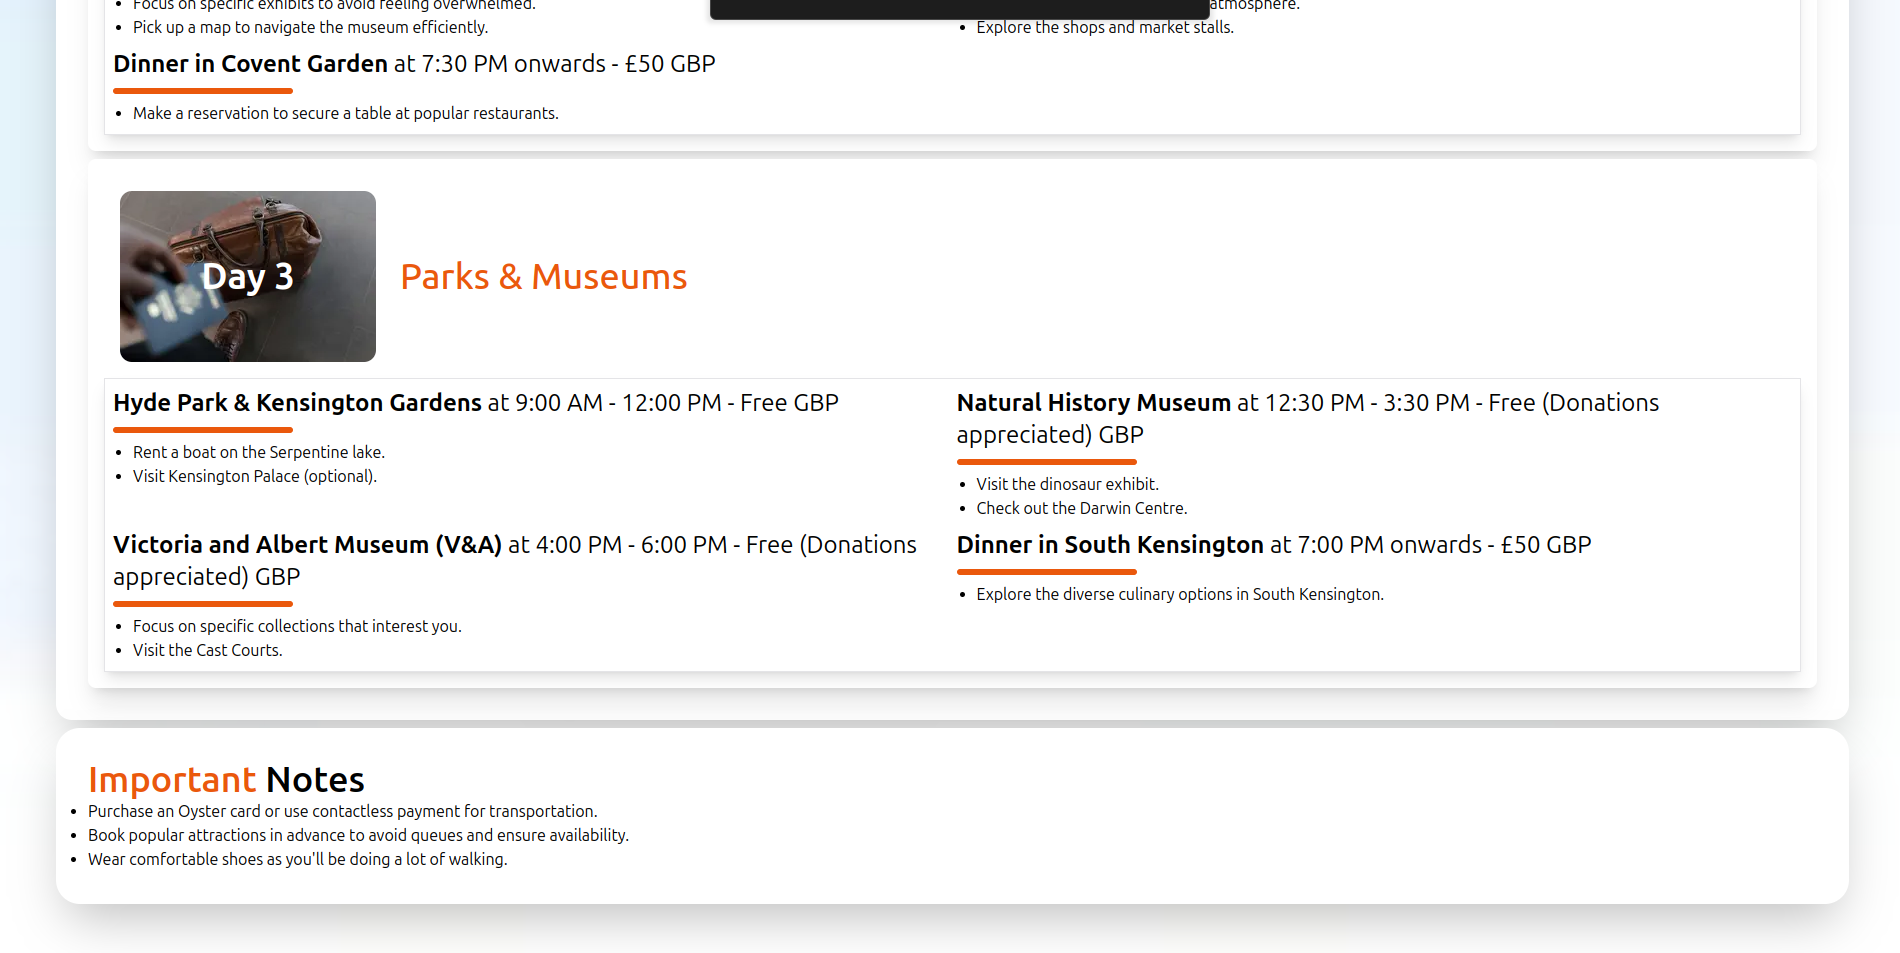 Focus on specific exhibits to avoid feeling overwhelmed.
Pick up a map to navigate the museum efficiently.
atmosphere.
Explore the shops and market stalls.
Dinner in Covent Garden at 7:30 PM onwards - £50 GBP
Make a reservation to secure a table at popular restaurants.
Day 3
Parks & Museums
Hyde Park & Kensington Gardens at 9:00 AM - 12:00 PM - Free GBP
Rent a boat on the Serpentine lake.
Visit Kensington Palace (optional).
Natural History Museum at 12:30 PM - 3:30 PM - Free (Donations
appreciated) GBP
Visit the dinosaur exhibit.
Check out the Darwin Centre.
Victoria and Albert Museum (V&A) at 4:00 PM - 6:00 PM - Free (Donations
appreciated) GBP
Focus on specific collections that interest you.
Visit the Cast Courts.
Dinner in South Kensington at 7:00 PM onwards - £50 GBP
Explore the diverse culinary options in South Kensington.
Important Notes
Purchase an Oyster card or use contactless payment for transportation.
Book popular attractions in advance to avoid queues and ensure availability.
Wear comfortable shoes as you'll be doing a lot of walking.